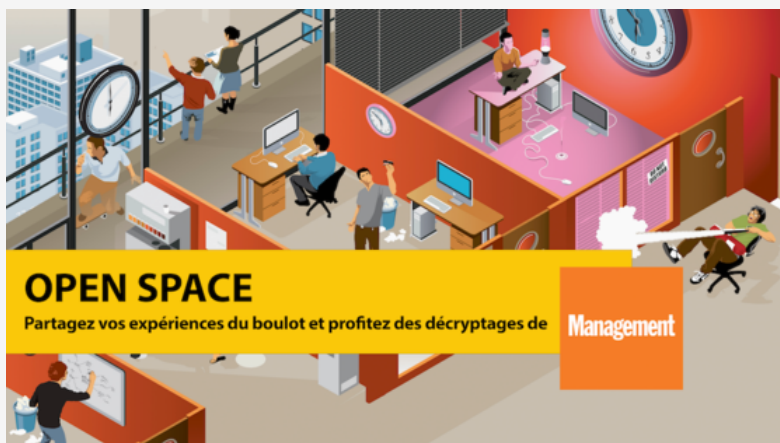 OPEN SPACE
Partagez vos expériences du boulot et profitez des décryptages de
Management